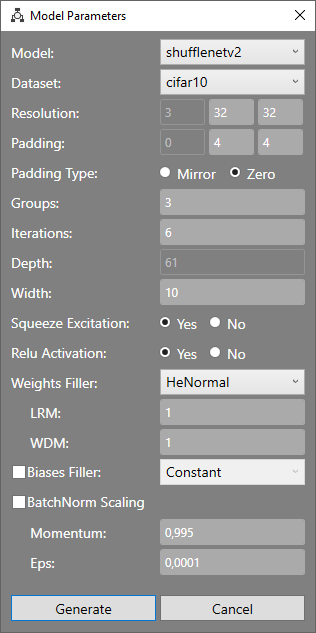 Model Parameters
Model: shufflenetv2
Dataset: cifar10
Resolution: 3 32 32
Padding: 0 4 4
Padding Type: Mirror Zero
Groups: 3
Iterations: 6
Depth: 61
Width: 10
Squeeze Excitation: Yes No
Relu Activation: Yes No
Weights Filler: HeNormal
LRM: 1
WDM: 1
Biases Filler: Constant
BatchNorm Scaling
Momentum: 0,995
Eps: 0,0001
Generate Cancel